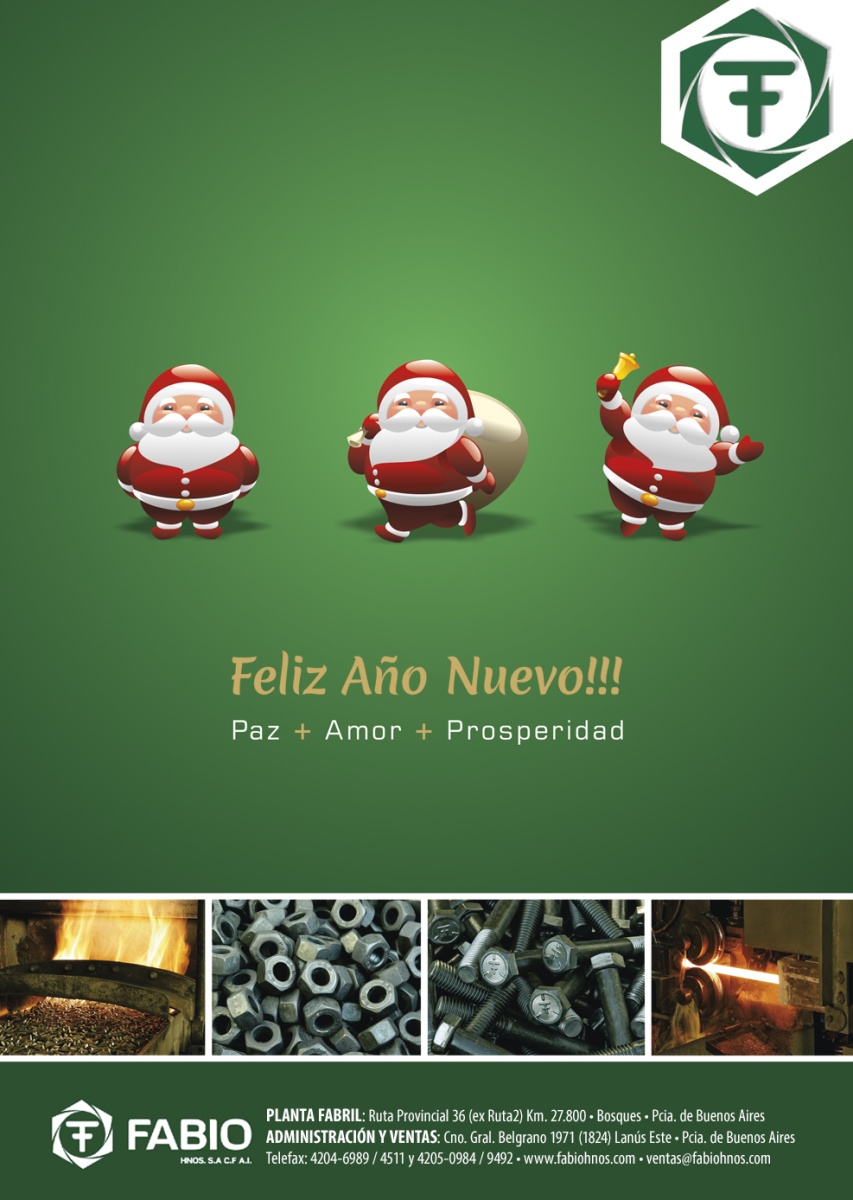 Feliz Año Nuevo!!!
Paz + Amor + Prosperidad
FABIO
HNOS. S.A C.F A.I.
PLANTA FABRIL: Ruta Provincial 36 (ex Ruta2) Km. 27.800 • Bosques • Pcia. de Buenos Aires
ADMINISTRACIÓN Y VENTAS: Cno. Gral. Belgrano 1971 (1824) Lanús Este • Pcia. de Buenos Aires
Telefax: 4204-6989 / 4511 y 4205-0984 / 9492 • www.fabiohnos.com • ventas@fabiohnos.com